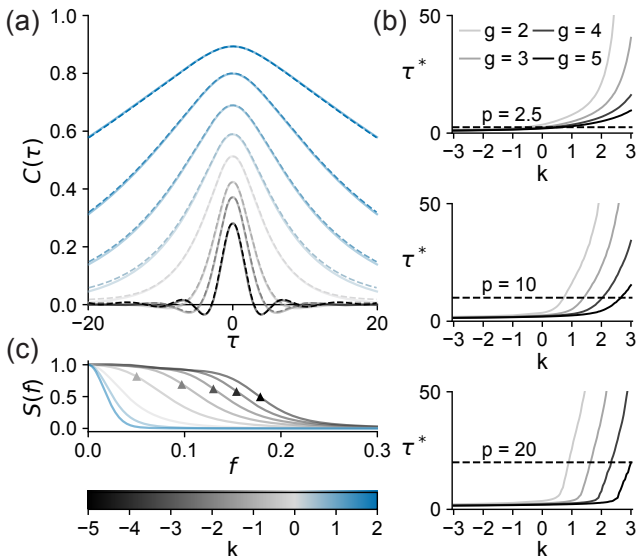 (a)
1.0
0.8
0.6
0.4
0.2
0.0
C(τ)
−20
0
20
τ
(b)
50
τ*
0
g = 2
g = 4
g = 3
g = 5
p = 2.5
−3 −2 −1 0 1 2 3
k
50
τ*
0
p = 10
−3 −2 −1 0 1 2 3
k
50
τ*
0
p = 20
−3 −2 −1 0 1 2 3
k
(c)
1.0
0.5
0.0
S(f)
0.0 0.1 0.2 0.3
f
−5 −4 −3 −2 −1 0 1 2
k